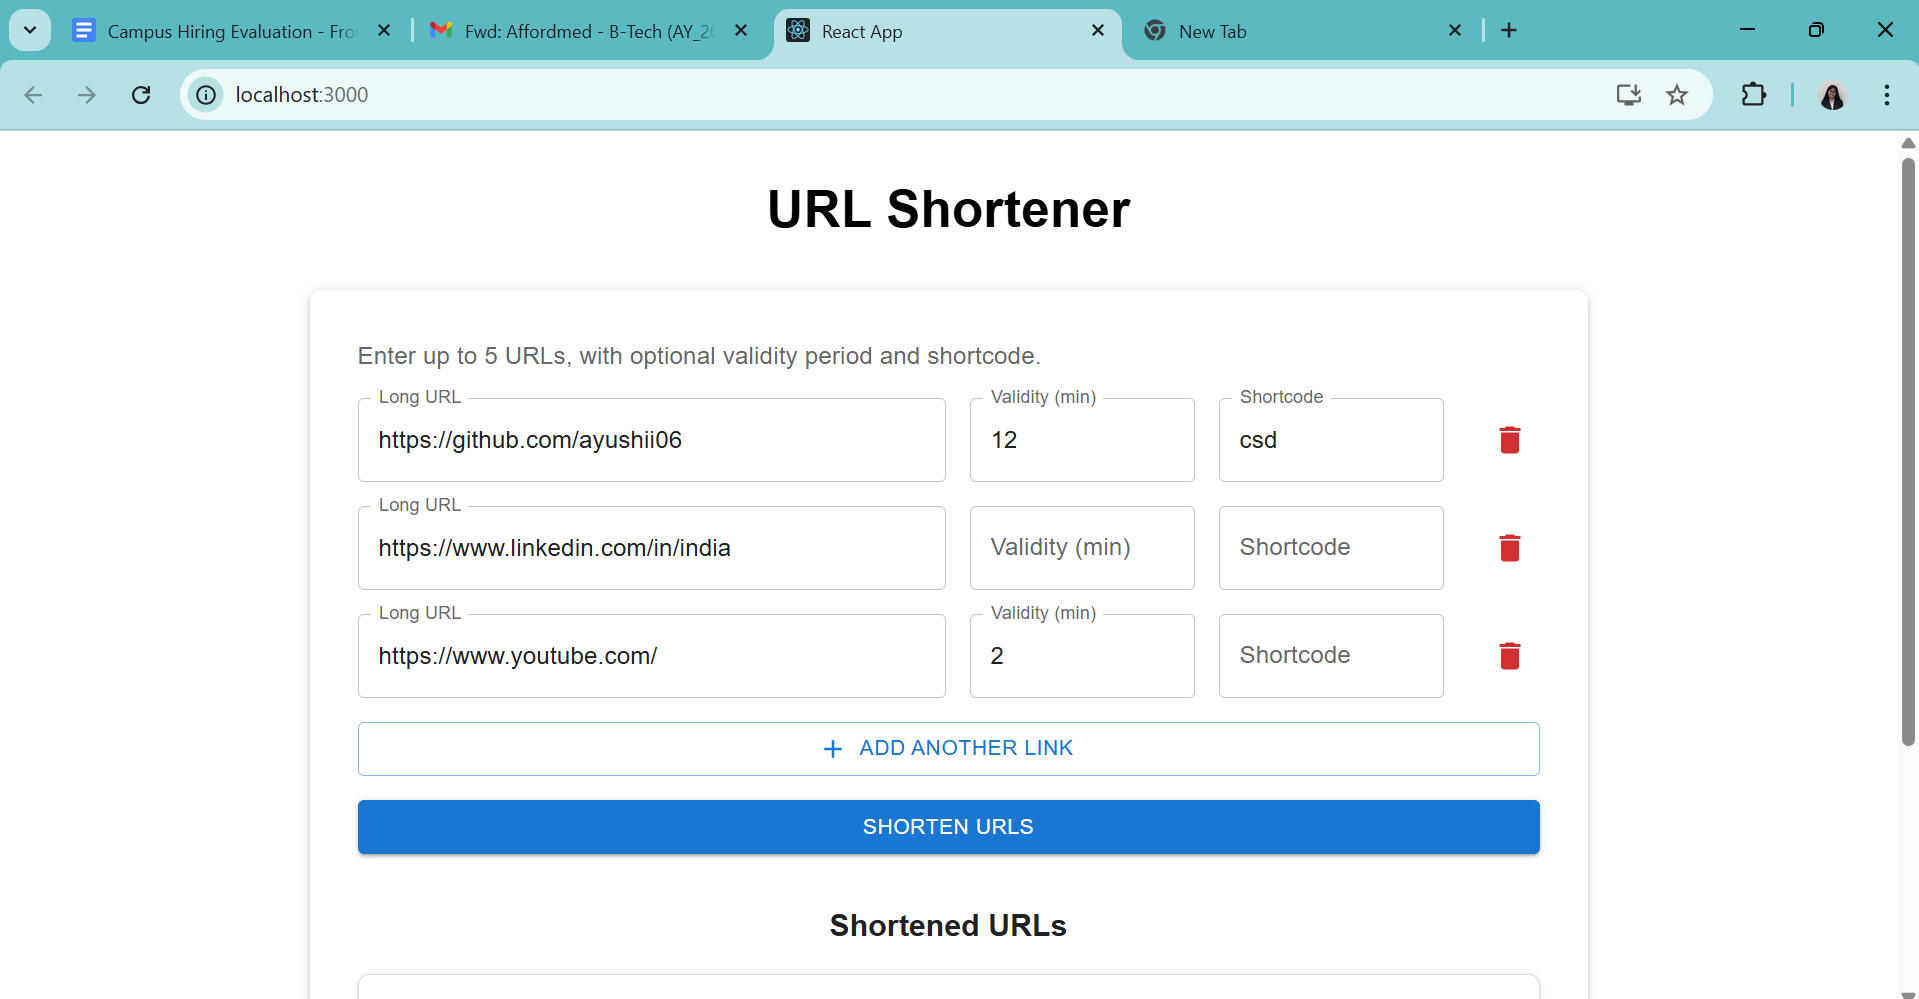 Campus Hiring Evaluation - Fro
Fwd: Affordmed - B-Tech (AY_20
React App
New Tab
localhost:3000
URL Shortener
Enter up to 5 URLs, with optional validity period and shortcode.
Long URL Validity (min) Shortcode
https://github.com/ayushii06 12 csd
Long URL
https://www.linkedin.com/in/india Validity (min) Shortcode
Long URL Validity (min)
https://www.youtube.com/ 2 Shortcode
ADD ANOTHER LINK
SHORTEN URLS
Shortened URLs